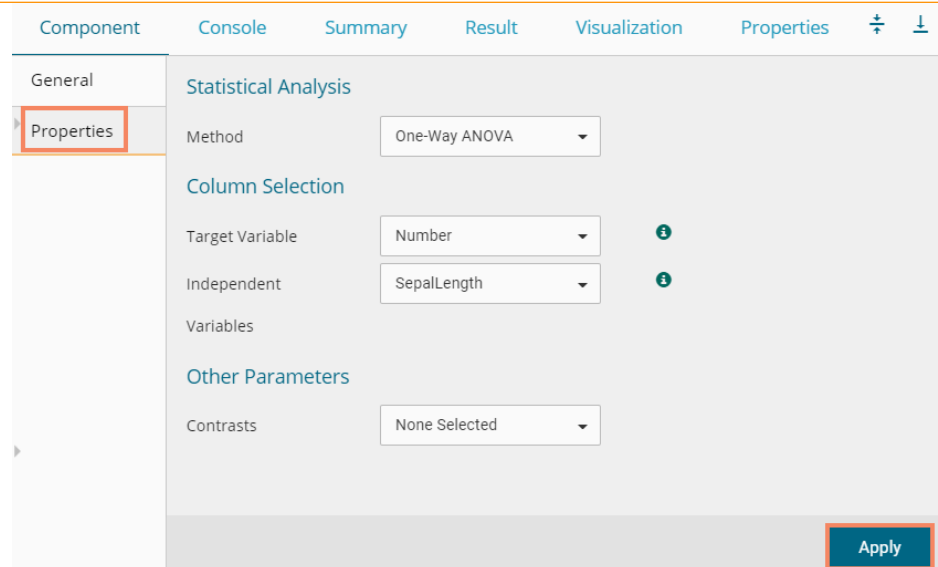 Component Console Summary Result Visualization Properties
General
Properties
Statistical Analysis
Method One-Way ANOVA
Column Selection
Target Variable Number
Independent SepalLength
Variables
Other Parameters
Contrasts None Selected
Apply